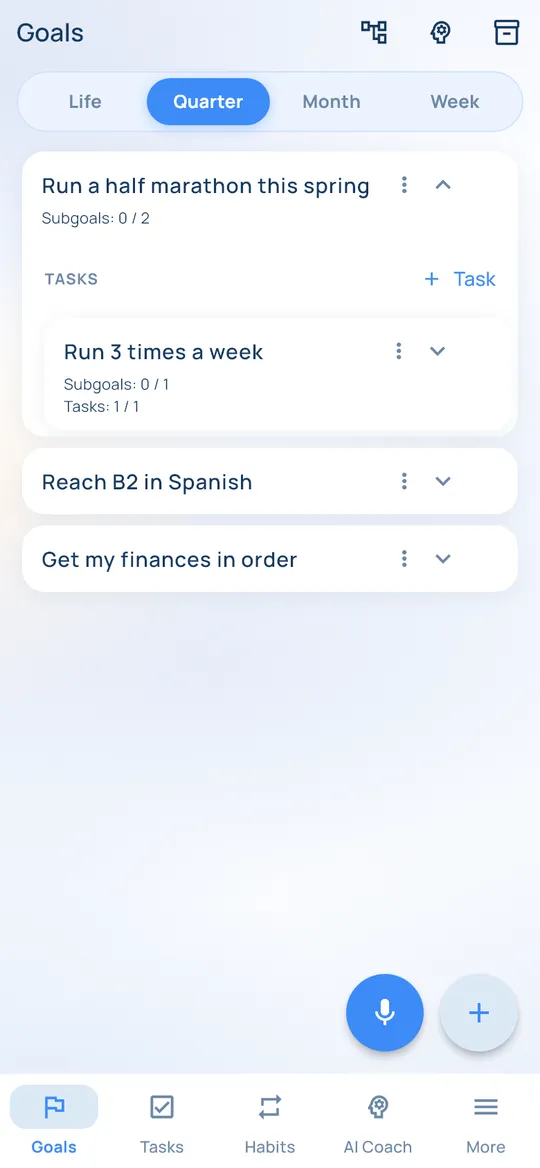 Goals
Life Quarter Month Week
Run a half marathon this spring
Subgoals: 0 / 2
TASKS + Task
Run 3 times a week
Subgoals: 0 / 1
Tasks: 1 / 1
Reach B2 in Spanish
Get my finances in order
Goals Tasks Habits AI Coach More